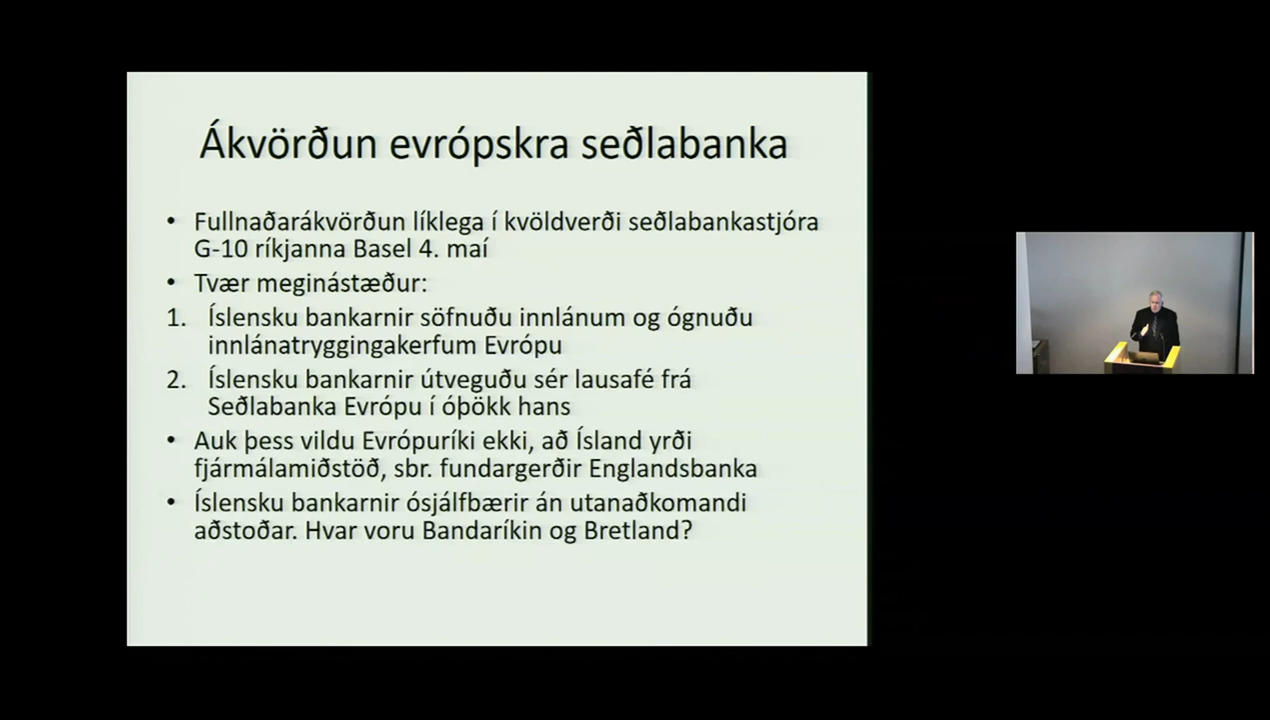 Ákvörðun evrópskra seðlabanka
• Fullnaðarákvörðun líklega í kvöldverði seðlabankastjóra
G-10 ríkjanna Basel 4. maí
• Tvær meginástæður:
1. Íslensku bankarnir söfnuðu innlánum og ógnuðu
innlánatryggingakerfum Evrópu
2. Íslensku bankarnir útveguðu sér lausafé frá
Seðlabanka Evrópu í óþökk hans
• Auk þess vildu Evrópuríki ekki, að Ísland yrði
fjármálamiðstöð, sbr. fundargerðir Englandsbanka
• Íslensku bankarnir ósjálfbærir án utanaðkomandi
aðstoðar. Hvar voru Bandaríkin og Bretland?